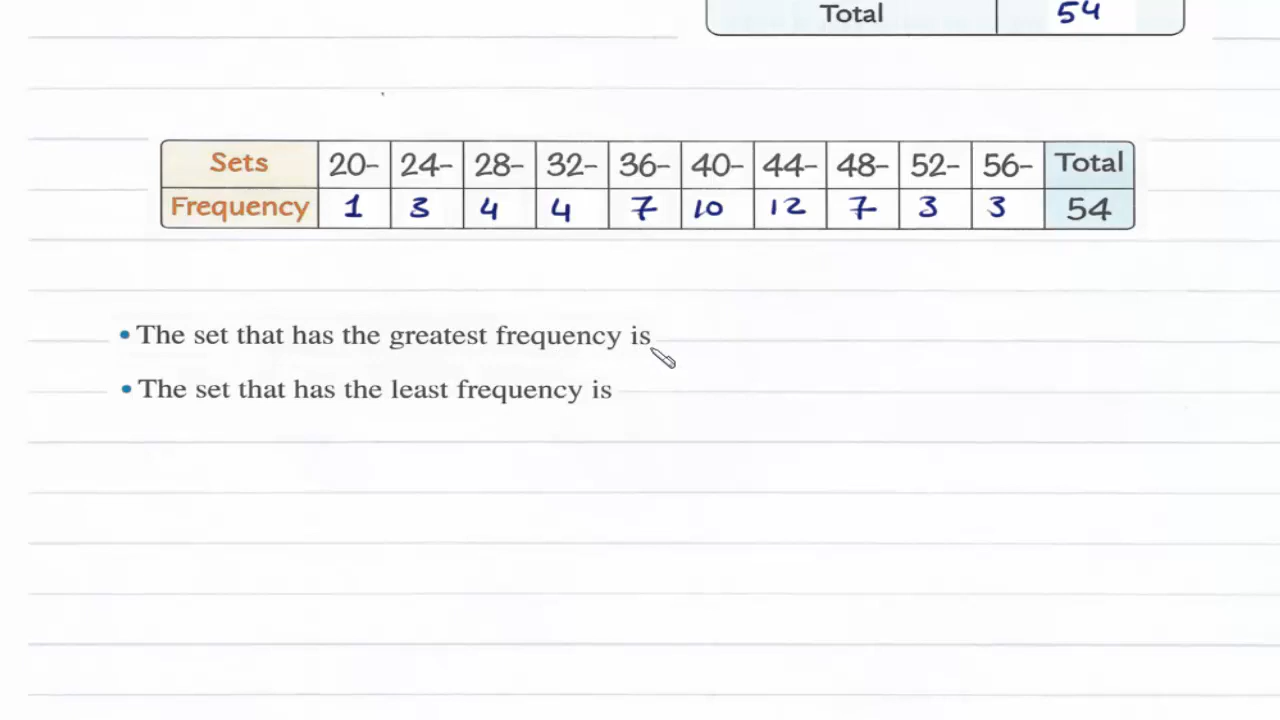 Total 54
Sets 20- 24- 28- 32- 36- 40- 44- 48- 52- 56- Total
Frequency 1 3 4 4 7 10 12 7 3 3 54
• The set that has the greatest frequency is
• The set that has the least frequency is